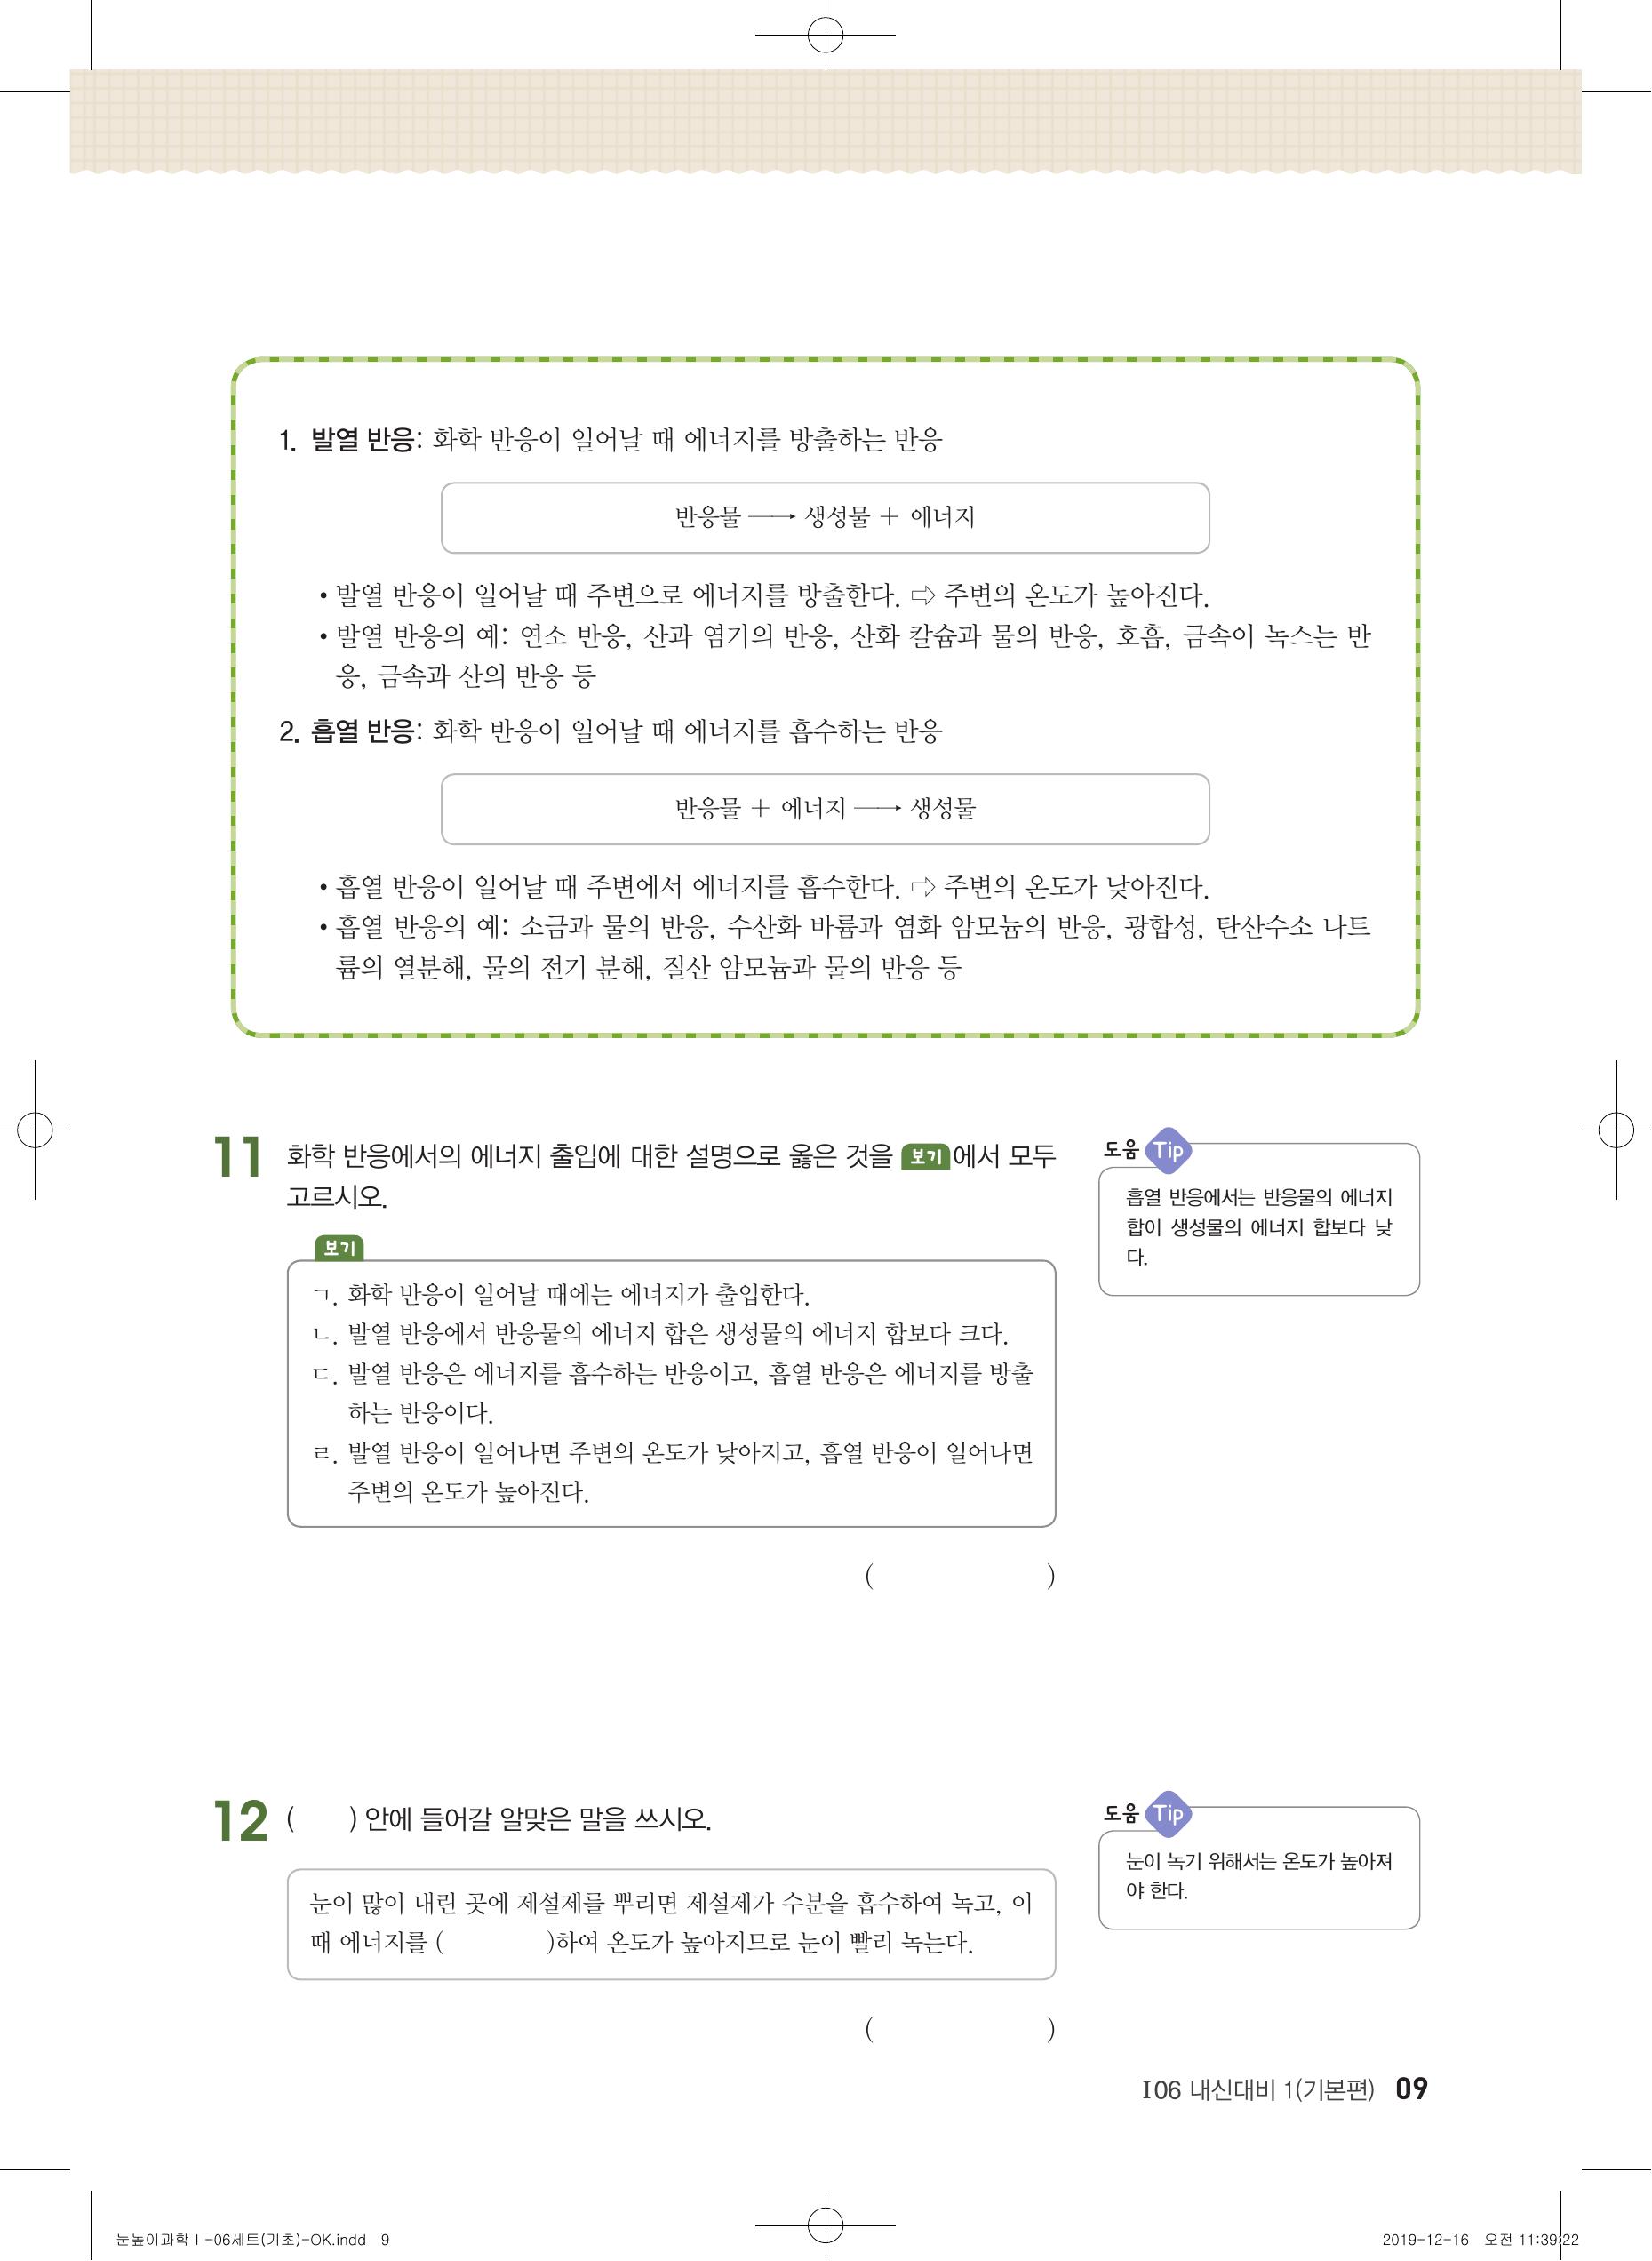 1. 발열 반응: 화학 반응이 일어날 때 에너지를 방출하는 반응
반응물 ⟶ 생성물 + 에너지
• 발열 반응이 일어날 때 주변으로 에너지를 방출한다. ⇨ 주변의 온도가 높아진다.
• 발열 반응의 예: 연소 반응, 산과 염기의 반응, 산화 칼슘과 물의 반응, 호흡, 금속이 녹스는 반
응, 금속과 산의 반응 등
2. 흡열 반응: 화학 반응이 일어날 때 에너지를 흡수하는 반응
반응물 + 에너지 ⟶ 생성물
• 흡열 반응이 일어날 때 주변에서 에너지를 흡수한다. ⇨ 주변의 온도가 낮아진다.
• 흡열 반응의 예: 소금과 물의 반응, 수산화 바륨과 염화 암모늄의 반응, 광합성, 탄산수소 나트
륨의 열분해, 물의 전기 분해, 질산 암모늄과 물의 반응 등
11 화학 반응에서의 에너지 출입에 대한 설명으로 옳은 것을 보기에서 모두
고르시오.
보기
ㄱ. 화학 반응이 일어날 때에는 에너지가 출입한다.
ㄴ. 발열 반응에서 반응물의 에너지 합은 생성물의 에너지 합보다 크다.
ㄷ. 발열 반응은 에너지를 흡수하는 반응이고, 흡열 반응은 에너지를 방출
하는 반응이다.
ㄹ. 발열 반응이 일어나면 주변의 온도가 낮아지고, 흡열 반응이 일어나면
주변의 온도가 높아진다.
( )
도움 Tip
흡열 반응에서는 반응물의 에너지
합이 생성물의 에너지 합보다 낮
다.
12 ( ) 안에 들어갈 알맞은 말을 쓰시오.
눈이 많이 내린 곳에 제설제를 뿌리면 제설제가 수분을 흡수하여 녹고, 이
때 에너지를 ( )하여 온도가 높아지므로 눈이 빨리 녹는다.
( )
도움 Tip
눈이 녹기 위해서는 온도가 높아져
야 한다.
I06 내신대비 1(기본편) 09
눈높이과학Ⅰ-06세트(기초)-OK.indd 9
2019-12-16 오전 11:39:22